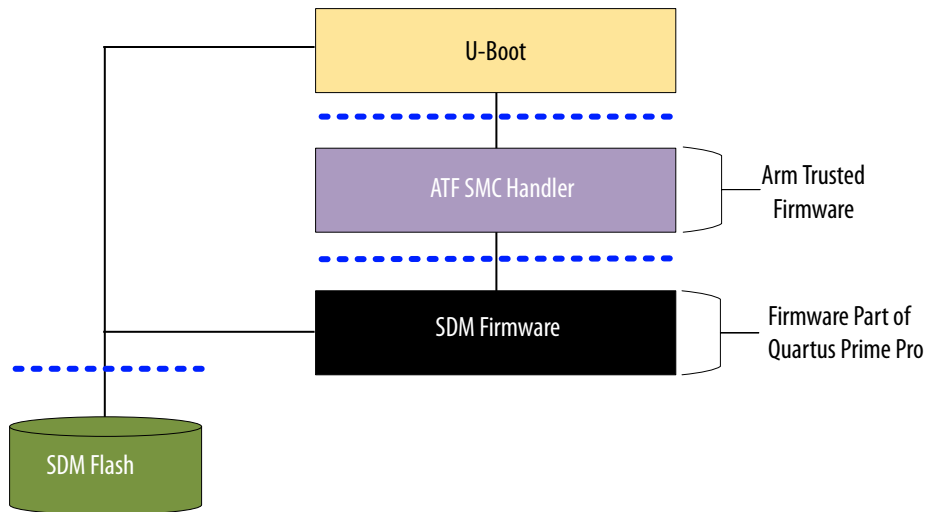 U-Boot
ATF SMC Handler
Arm Trusted
Firmware
SDM Firmware
Firmware Part of
Quartus Prime Pro
SDM Flash